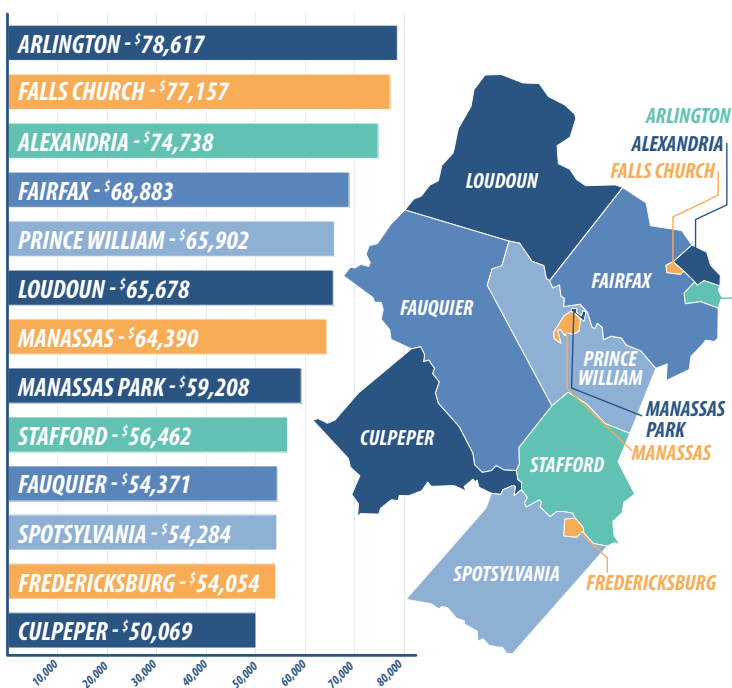 ARLINGTON - $78,617
FALLS CHURCH - $77,157
ALEXANDRIA - $74,738
FAIRFAX - $68,883
PRINCE WILLIAM - $65,902
LOUDOUN - $65,678
MANASSAS - $64,390
MANASSAS PARK - $59,208
STAFFORD - $56,462
FAUQUIER - $54,371
SPOTSYLVANIA - $54,284
FREDERICKSBURG - $54,054
CULPEPER - $50,069
10,000
20,000
30,000
40,000
50,000
60,000
70,000
80,000
ARLINGTON
ALEXANDRIA
FALLS CHURCH
LOUDOUN
FAIRFAX
FAUQUIER
PRINCE
WILLIAM
MANASSAS
PARK
MANASSAS
CULPEPER
STAFFORD
SPOTSYLVANIA
FREDERICKSBURG